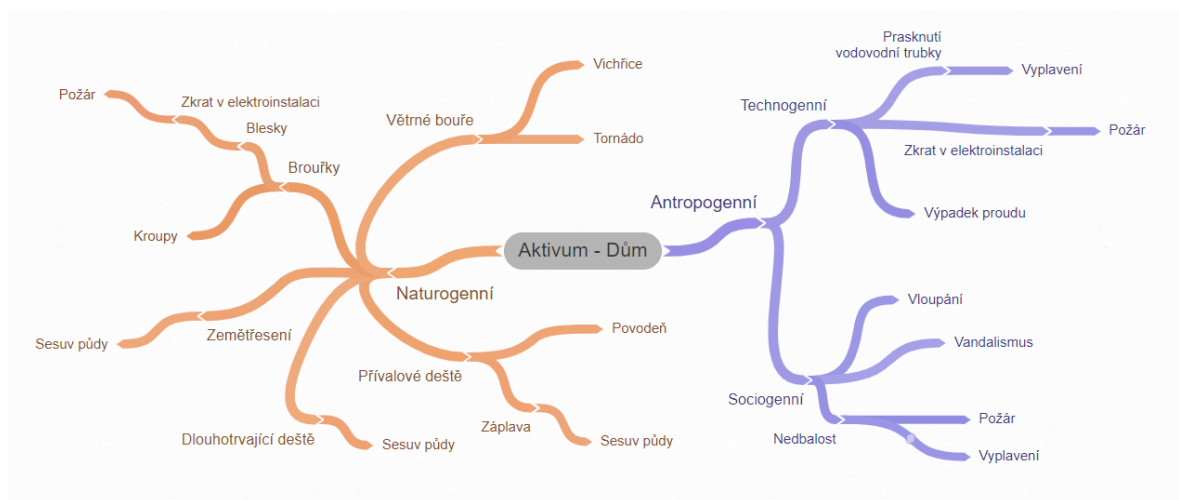 Aktivum - Dům
Naturogenní
Větrné bouře
Vichřice
Tornádo
Brouřky
Blesky
Zkrat v elektroinstalaci
Požár
Kroupy
Zemětřesení
Sesuv půdy
Dlouhotrvající deště
Sesuv půdy
Přívalové deště
Povodeň
Záplava
Sesuv půdy
Antropogenní
Technogenní
Prasknutí
vodovodní trubky
Vyplavení
Zkrat v elektroinstalaci
Požár
Výpadek proudu
Sociogenní
Vloupání
Vandalismus
Nedbalost
Požár
Vyplavení